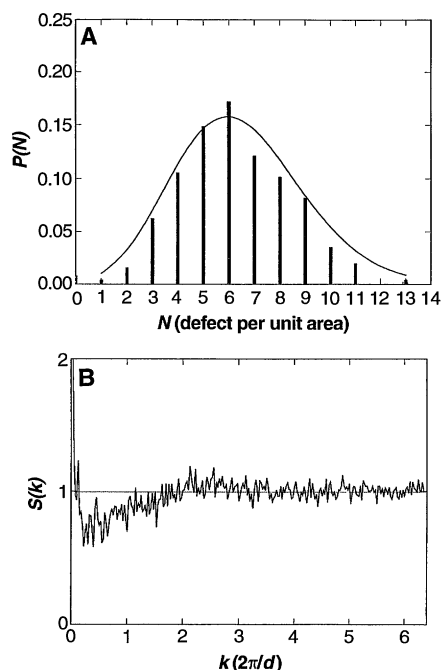 A
0.25
0.20
0.15
0.10
0.05
0.00
P(N)
0 1 2 3 4 5 6 7 8 9 10 11 12 13 14
N (defect per unit area)
B
2
1
0
S(k)
0 1 2 3 4 5 6
k (2π/d)